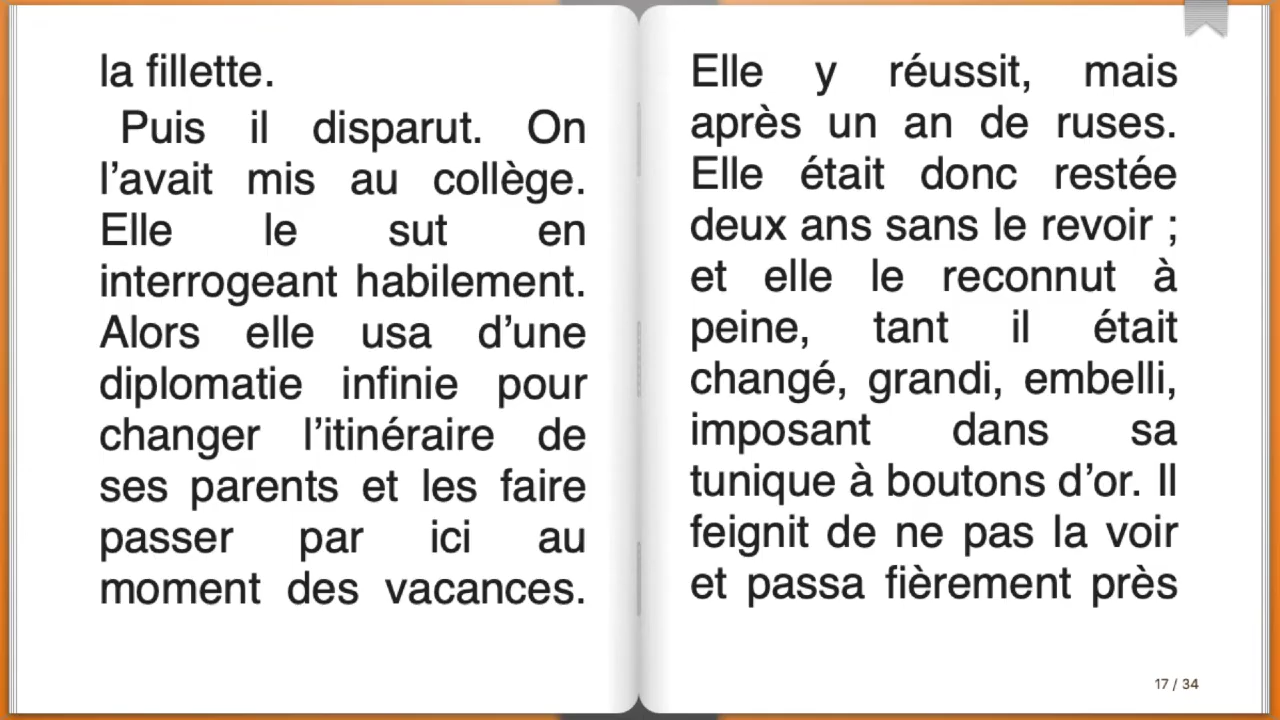 la fillette.
Puis il disparut. On
l’avait mis au collège.
Elle le sut en
interrogeant habilement.
Alors elle usa d’une
diplomatie infinie pour
changer l’itinéraire de
ses parents et les faire
passer par ici au
moment des vacances.
Elle y réussit, mais
après un an de ruses.
Elle était donc restée
deux ans sans le revoir ;
et elle le reconnut à
peine, tant il était
changé, grandi, embelli,
imposant dans sa
tunique à boutons d’or. Il
feignit de ne pas la voir
et passa fièrement près
17 / 34